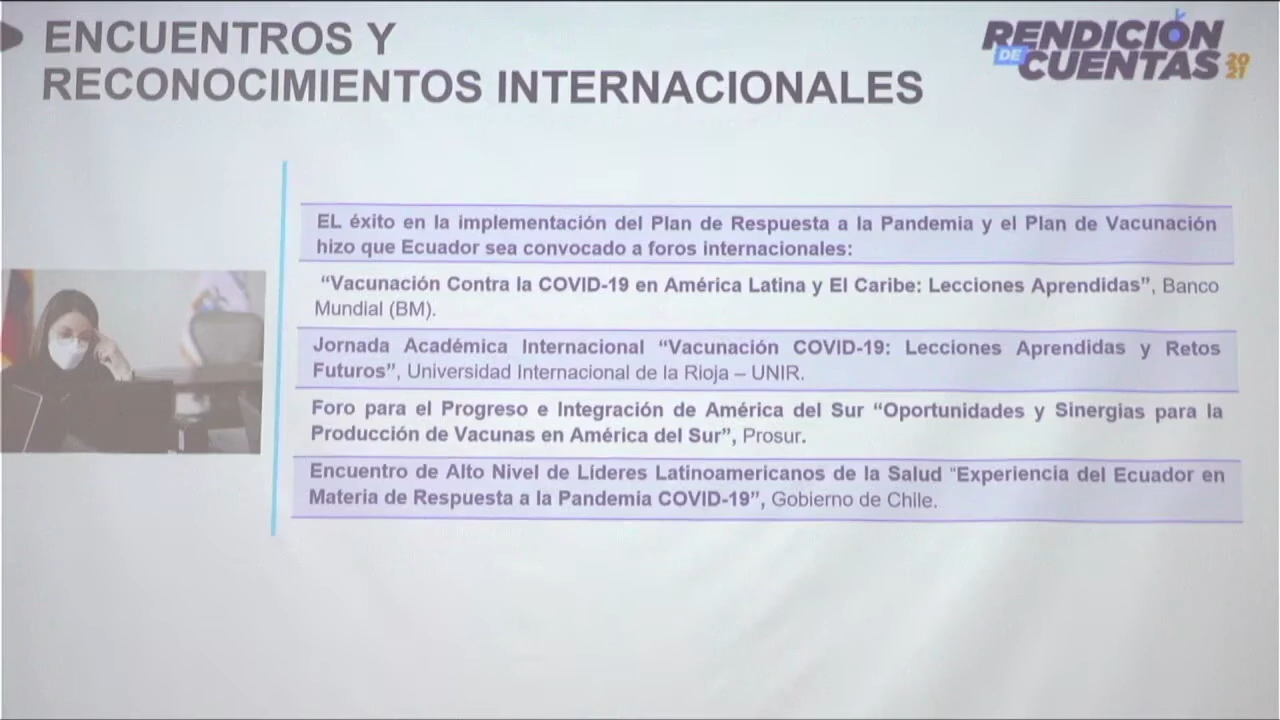 ENCUENTROS Y
RECONOCIMIENTOS INTERNACIONALES
RENDICIÓN
DE CUENTAS 20
21
EL éxito en la implementación del Plan de Respuesta a la Pandemia y el Plan de Vacunación
hizo que Ecuador sea convocado a foros internacionales:
“Vacunación Contra la COVID-19 en América Latina y El Caribe: Lecciones Aprendidas”, Banco
Mundial (BM).
Jornada Académica Internacional “Vacunación COVID-19: Lecciones Aprendidas y Retos
Futuros”, Universidad Internacional de la Rioja – UNIR.
Foro para el Progreso e Integración de América del Sur “Oportunidades y Sinergias para la
Producción de Vacunas en América del Sur”, Prosur.
Encuentro de Alto Nivel de Líderes Latinoamericanos de la Salud “Experiencia del Ecuador en
Materia de Respuesta a la Pandemia COVID-19”, Gobierno de Chile.